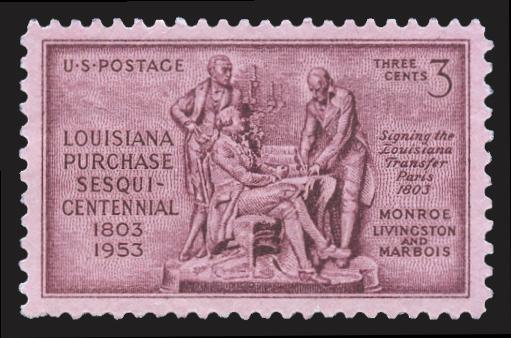 U·S·POSTAGE
THREE CENTS 3
LOUISIANA
PURCHASE
SESQUI-
CENTENNIAL
1803
1953
Signing the
Louisiana
Transfer
Paris
1803
MONROE
LIVINGSTON
AND
MARBOIS